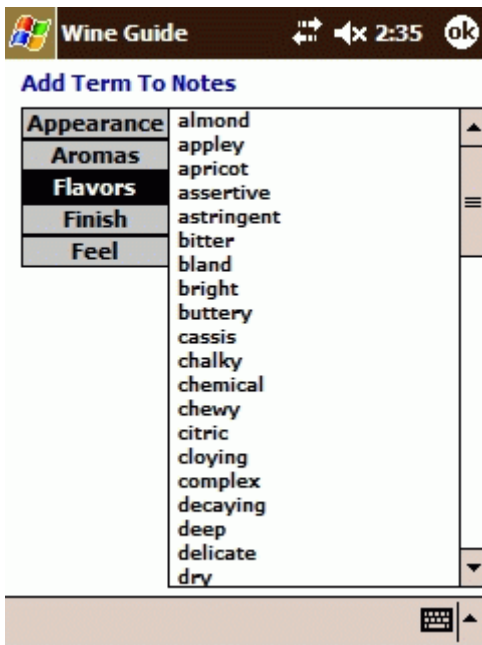 Wine Guide 2:35 ok
Add Term To Notes
Appearance
Aromas
Flavors
Finish
Feel
almond
appley
apricot
assertive
astringent
bitter
bland
bright
buttery
cassis
chalky
chemical
chewy
citric
cloying
complex
decaying
deep
delicate
dry